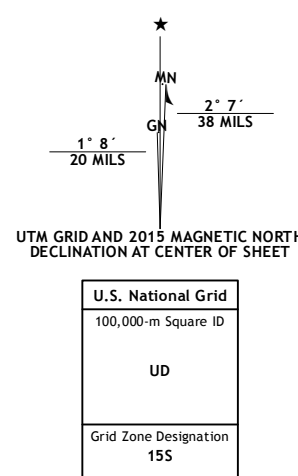 ★
MN
GN
2° 7´
38 MILS
1° 8´
20 MILS
UTM GRID AND 2015 MAGNETIC NORTH
DECLINATION AT CENTER OF SHEET
U.S. National Grid
100,000-m Square ID
UD
Grid Zone Designation
15S